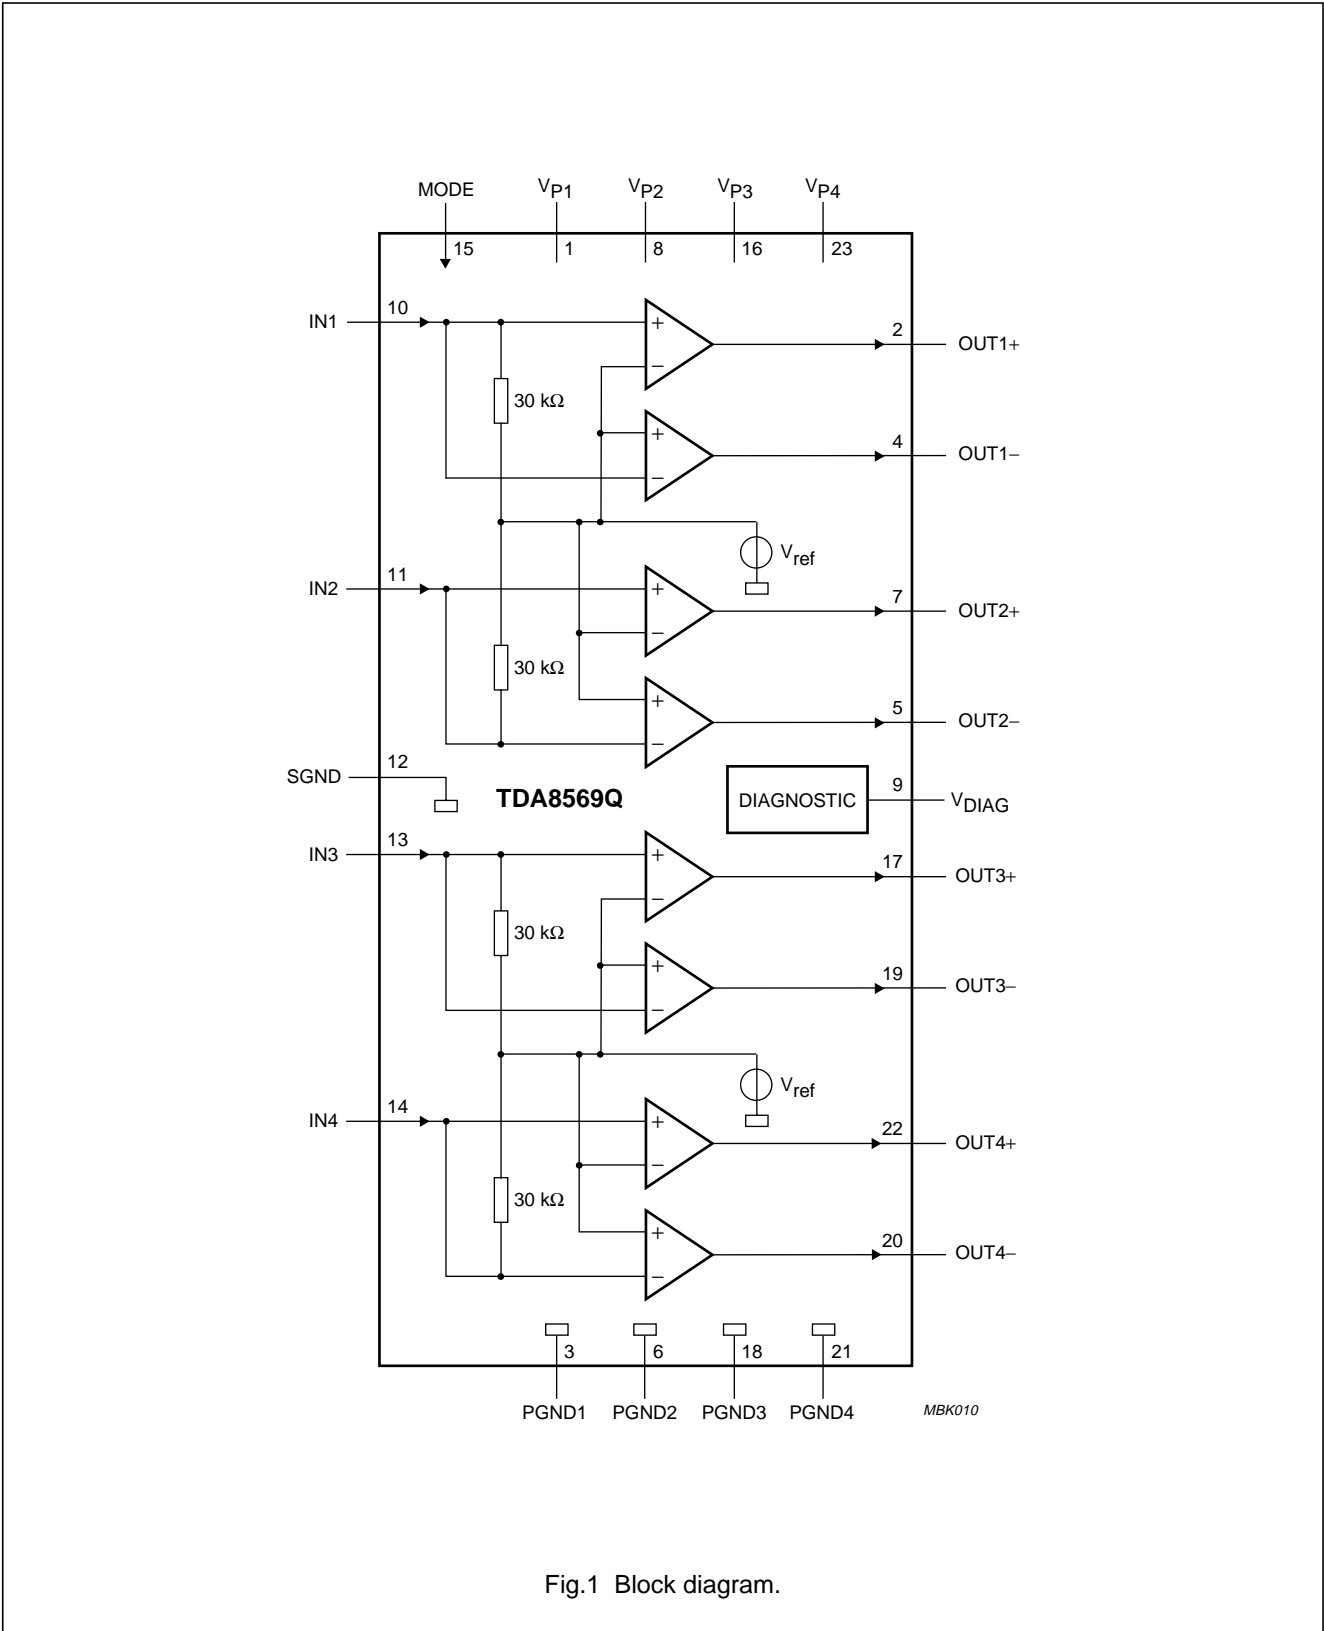 MODE VP1 VP2 VP3 VP4
15 1 8 16 23
IN1 10 + 2 OUT1+
−
30 kΩ
+ 4 OUT1−
−
Vref
IN2 11 + 7 OUT2+
−
30 kΩ
+ 5 OUT2−
−
SGND 12
TDA8569Q DIAGNOSTIC 9 VDIAG
IN3 13 + 17 OUT3+
−
30 kΩ
+ 19 OUT3−
−
Vref
IN4 14 + 22 OUT4+
−
30 kΩ
+ 20 OUT4−
−
3 6 18 21
PGND1 PGND2 PGND3 PGND4 MBK010
Fig.1 Block diagram.